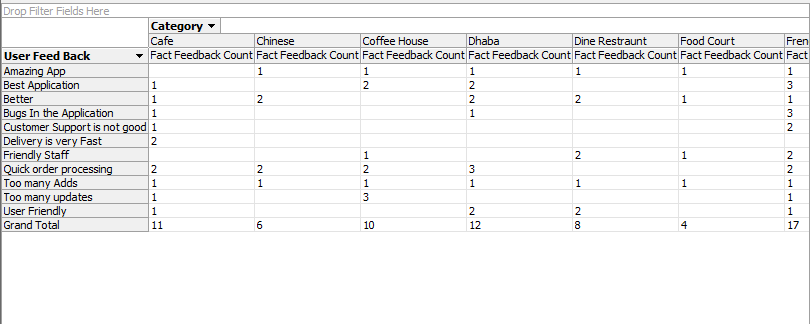 Drop Filter Fields Here
Category
Cafe Chinese Coffee House Dhaba Dine Restraunt Food Court Fren
User Feed Back Fact Feedback Count Fact Feedback Count Fact Feedback Count Fact Feedback Count Fact Feedback Count Fact Feedback Count Fact
Amazing App 1 1 1 1 1 1
Best Application 1 2 2 3
Better 1 2 2 2 1 1
Bugs In the Application 1 1 3
Customer Support is not good 1 2
Delivery is very Fast 2
Friendly Staff 1 2 1 2
Quick order processing 2 2 2 3 2
Too many Adds 1 1 1 1 1 1 1
Too many updates 1 3 1
User Friendly 1 2 2 1
Grand Total 11 6 10 12 8 4 17